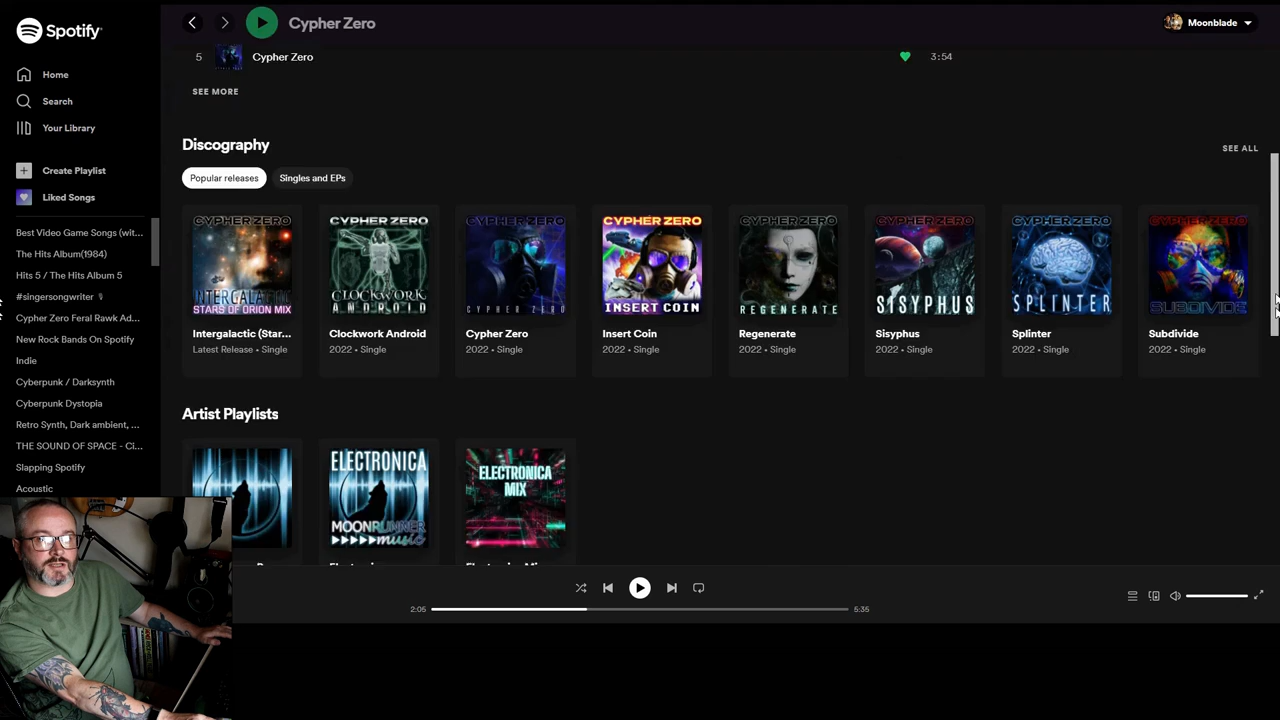 Spotify
Cypher Zero
Moonblade
Home
Search
Your Library
Create Playlist
Liked Songs
Best Video Game Songs (wit...
The Hits Album(1984)
Hits 5 / The Hits Album 5
#singersongwriter
Cypher Zero Feral Rawk Ad...
New Rock Bands On Spotify
Indie
Cyberpunk / Darksynth
Cyberpunk Dystopia
Retro Synth, Dark ambient, ...
THE SOUND OF SPACE - Ci...
Slapping Spotify
Acoustic
5 Cypher Zero 3:54
SEE MORE
Discography
SEE ALL
Popular releases
Singles and EPs
CYPHER ZERO
INTERGALACTIC
STARS OF ORION MIX
Intergalactic (Star...
Latest Release • Single
CYPHER ZERO
CLOCKWORK
ANDROID
Clockwork Android
2022 • Single
CYPHER ZERO
CYPHER ZERO
Cypher Zero
2022 • Single
CYPHER ZERO
INSERT COIN
Insert Coin
2022 • Single
CYPHER ZERO
REGENERATE
Regenerate
2022 • Single
CYPHER ZERO
SISYPHUS
Sisyphus
2022 • Single
CYPHER ZERO
SPLINTER
Splinter
2022 • Single
CYPHER ZERO
SUBDIVIDE
Subdivide
2022 • Single
Artist Playlists
ELECTRONICA
MOONRUNNER
music
ELECTRONICA
MIX
2:05
5:35